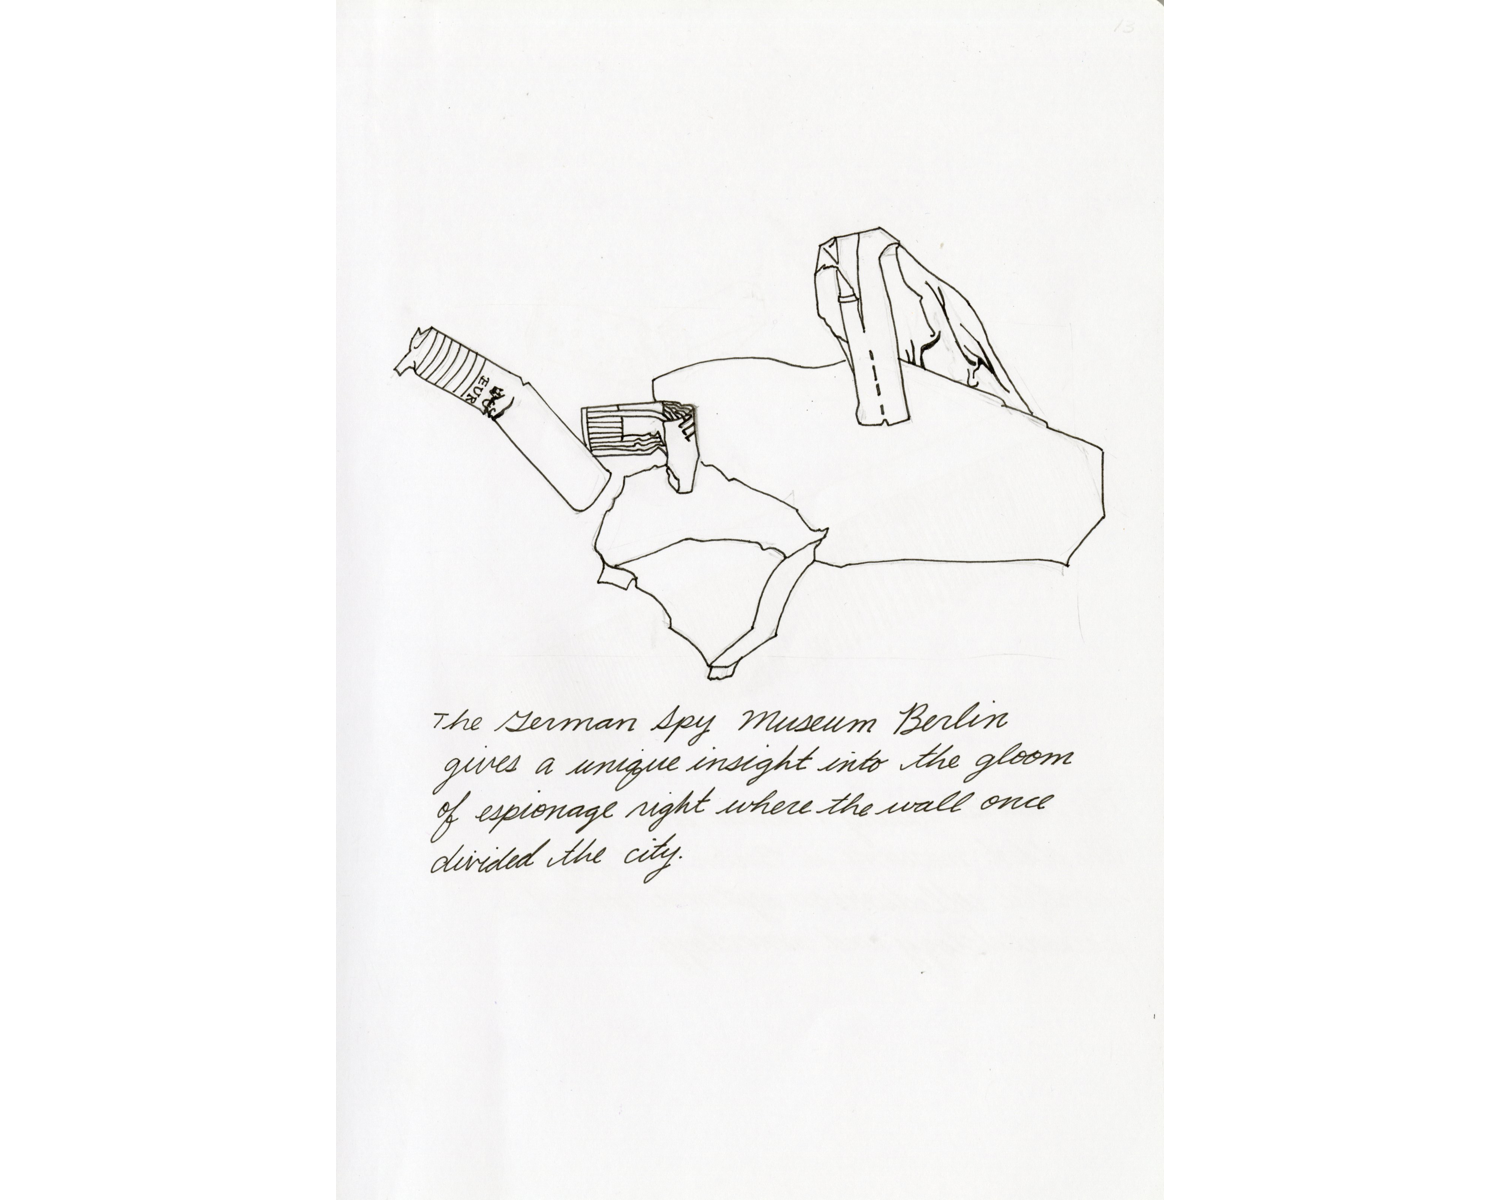 13
EUR
The German Spy Museum Berlin
gives a unique insight into the gloom
of espionage right where the wall once
divided the city.